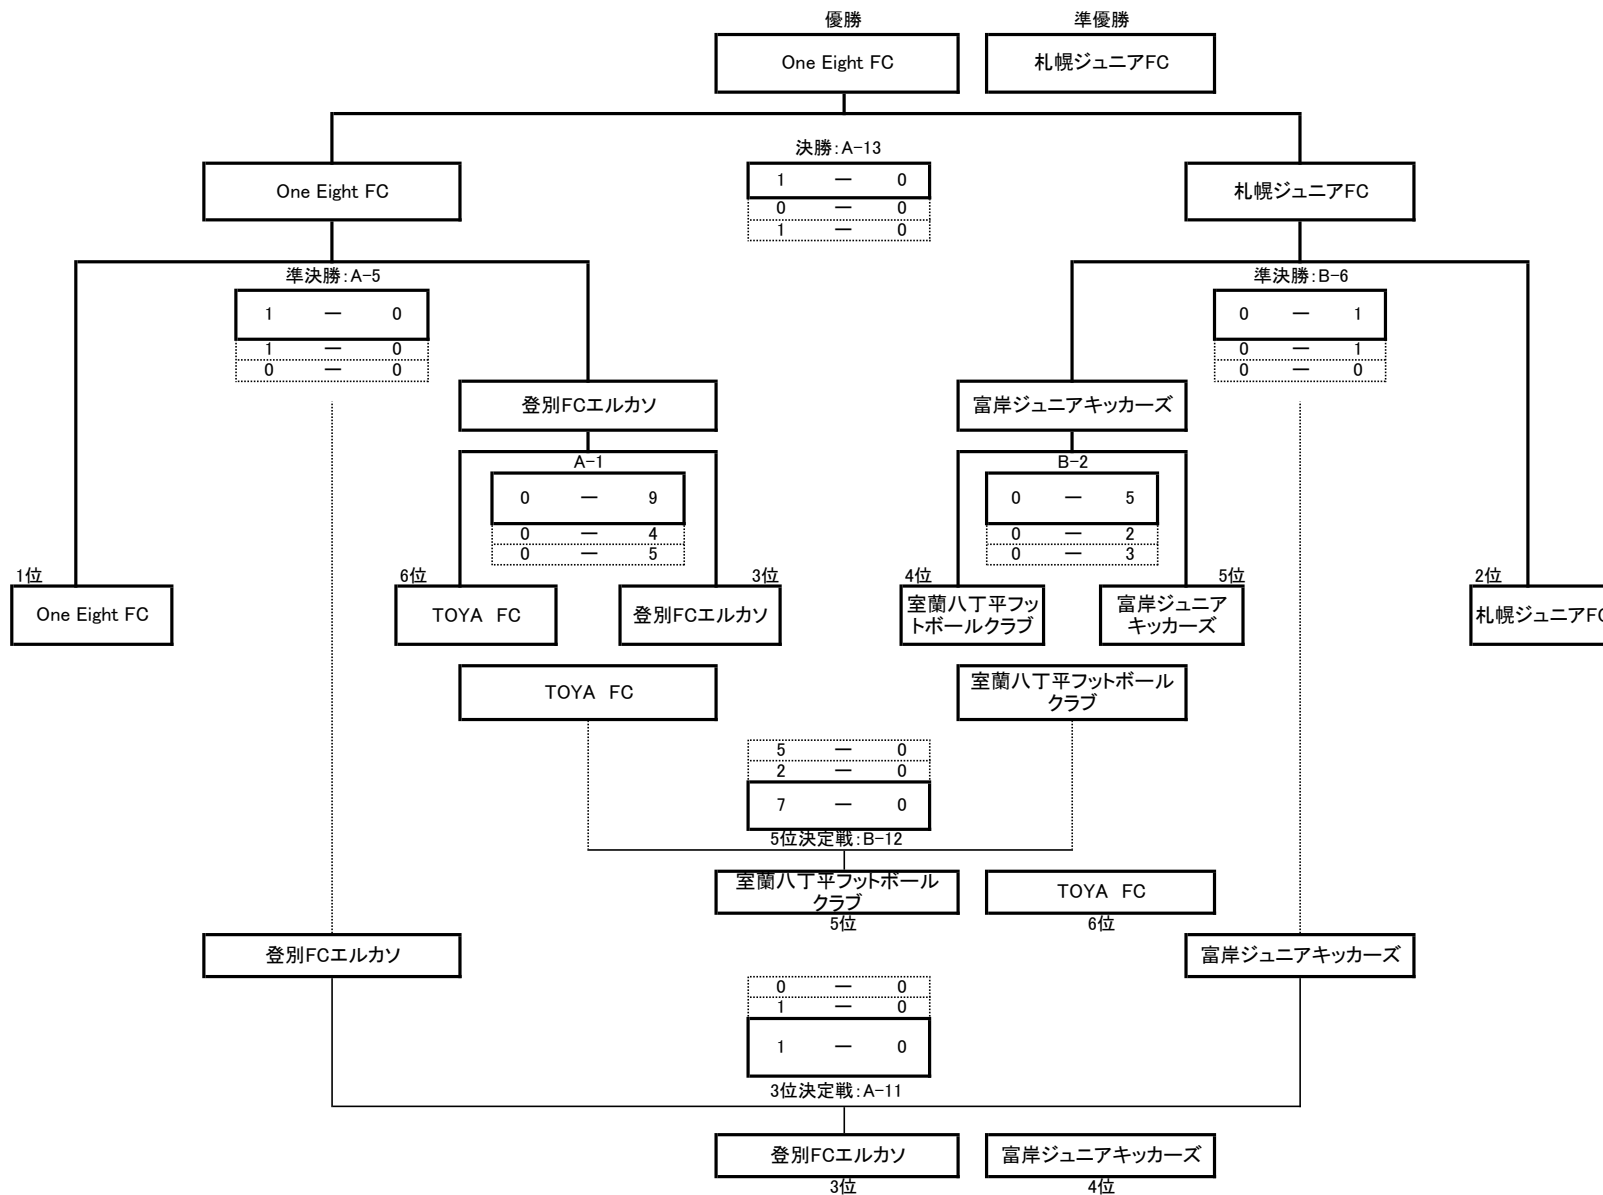 優勝 準優勝
One Eight FC 札幌ジュニアFC
決勝：A-13
One Eight FC 1 ー 0 札幌ジュニアFC
0 ー 0
1 ー 0
準決勝：A-5 準決勝：B-6
1 ー 0 0 ー 1
1 ー 0 0 ー 1
0 ー 0 0 ー 0
登別FCエルカソ 富岸ジュニアキッカーズ
A-1 B-2
0 ー 9 0 ー 5
0 ー 4 0 ー 2
0 ー 5 0 ー 3
1位 6位 3位 4位 5位 2位
One Eight FC
TOYA FC
登別FCエルカソ
室蘭八丁平フッ
トボールクラブ
富岸ジュニア
キッカーズ
札幌ジュニアFC
TOYA FC
室蘭八丁平フットボール
クラブ
5 ー 0
2 ー 0
7 ー 0
5位決定戦：B-12
室蘭八丁平フットボール
クラブ
TOYA FC
5位 6位
登別FCエルカソ 富岸ジュニアキッカーズ
0 ー 0
1 ー 0
1 ー 0
3位決定戦：A-11
登別FCエルカソ 富岸ジュニアキッカーズ
3位 4位